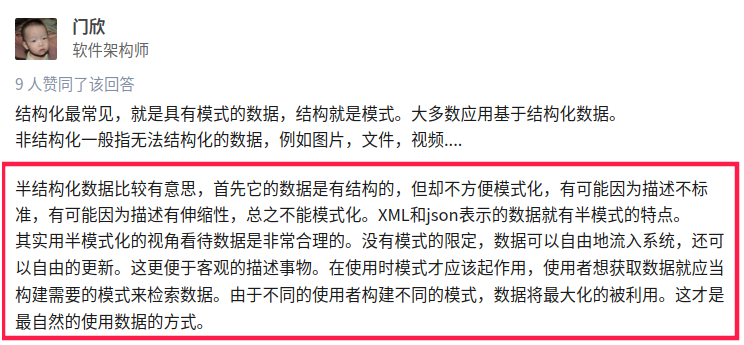 门欣
软件架构师
9 人赞同了该回答
结构化最常见，就是具有模式的数据，结构就是模式。大多数应用基于结构化数据。
非结构化一般指无法结构化的数据，例如图片，文件，视频....
半结构化数据比较有意思，首先它的数据是有结构的，但却不方便模式化，有可能因为描述不标
准，有可能因为描述有伸缩性，总之不能模式化。XML和json表示的数据就有半模式的特点。
其实用半模式化的视角看待数据是非常合理的。没有模式的限定，数据可以自由地流入系统，还可
以自由的更新。这更便于客观的描述事物。在使用时模式才应该起作用，使用者想获取数据就应当
构建需要的模式来检索数据。由于不同的使用者构建不同的模式，数据将最大化的被利用。这才是
最自然的使用数据的方式。